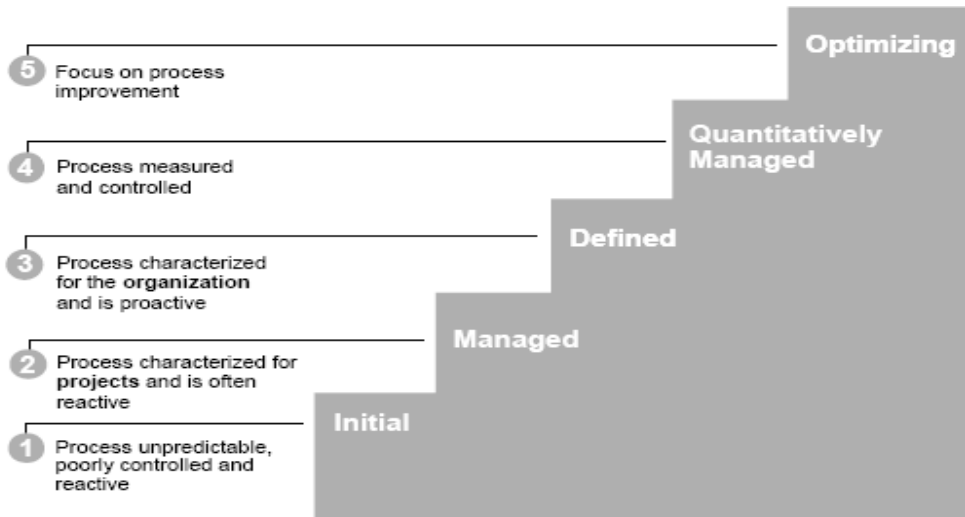 Optimizing
5
Focus on process
improvement
Quantitatively
Managed
4
Process measured
and controlled
Defined
3
Process characterized
for the organization
and is proactive
Managed
2
Process characterized for
projects and is often
reactive
Initial
1
Process unpredictable,
poorly controlled and
reactive